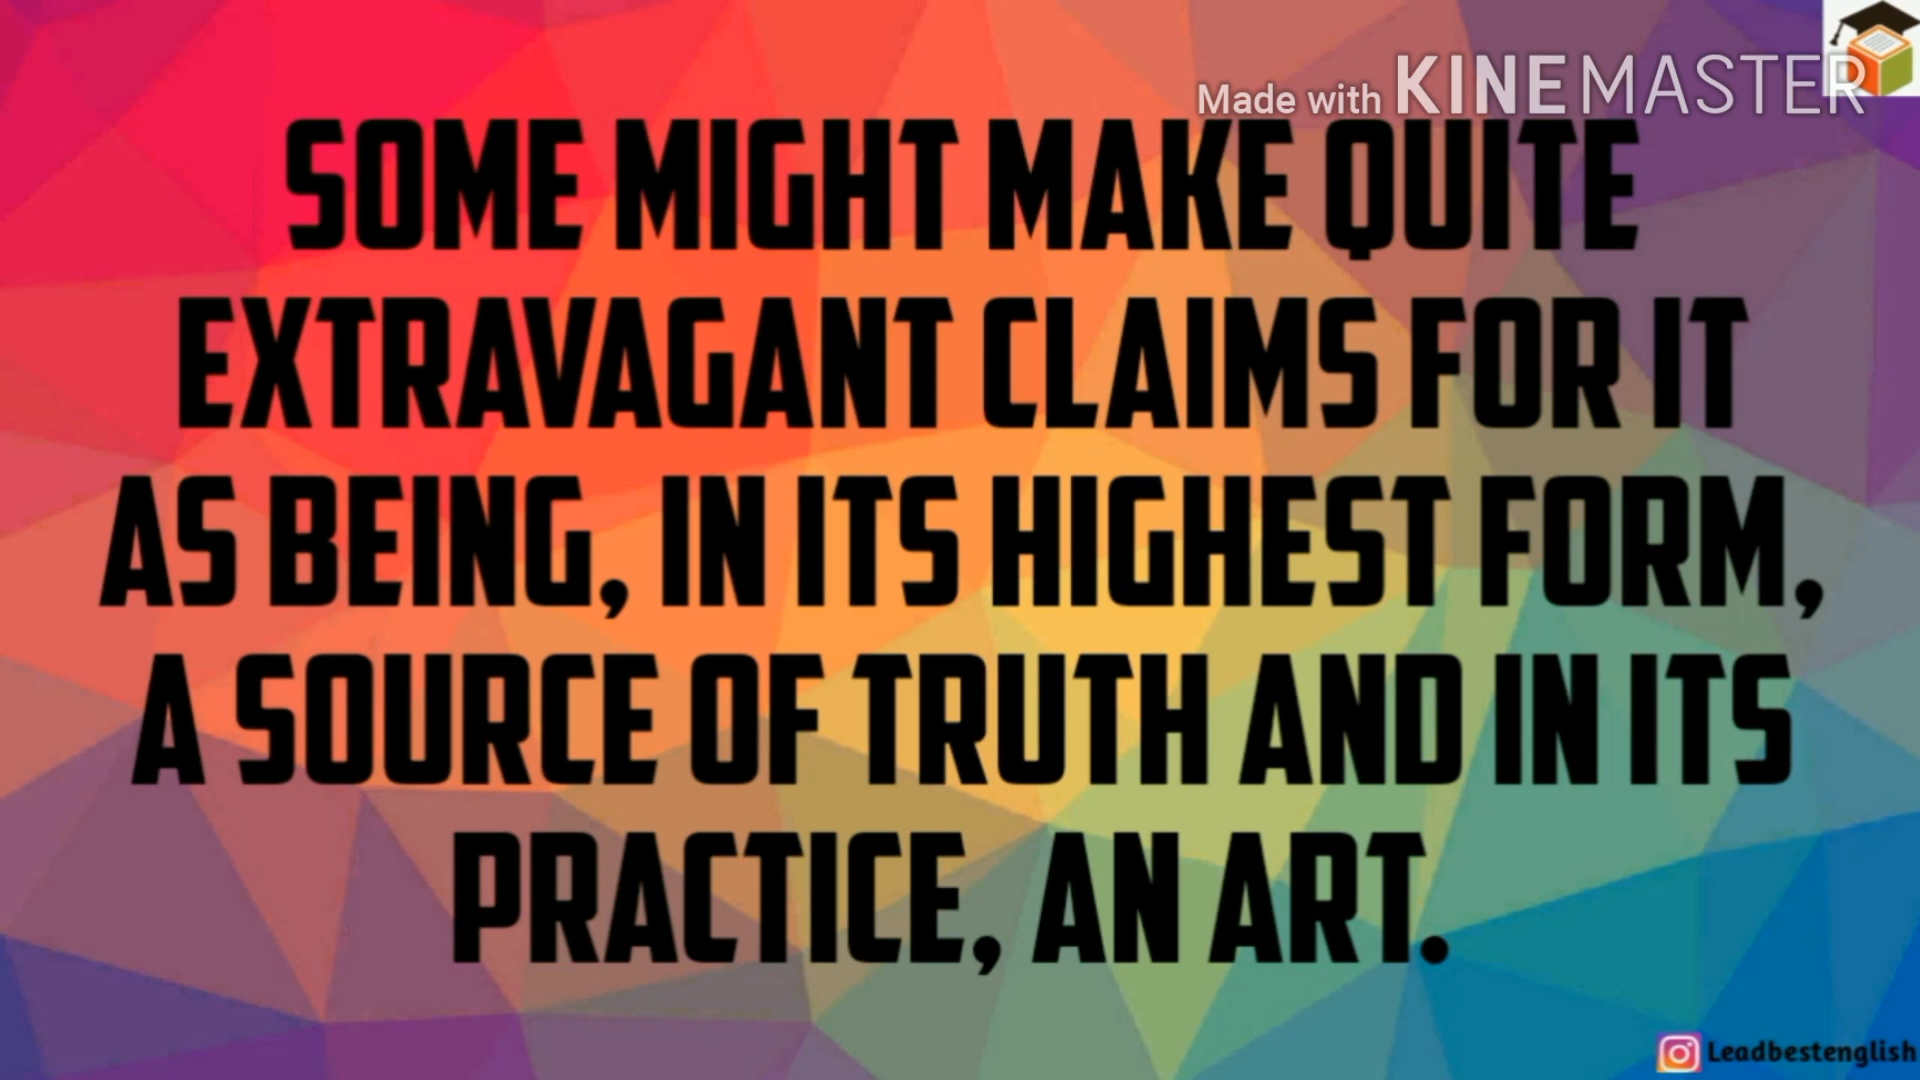 Made with KINEMASTER
SOME MIGHT MAKE QUITE
EXTRAVAGANT CLAIMS FOR IT
AS BEING, IN ITS HIGHEST FORM,
A SOURCE OF TRUTH AND IN ITS
PRACTICE, AN ART.
Leadbestenglish